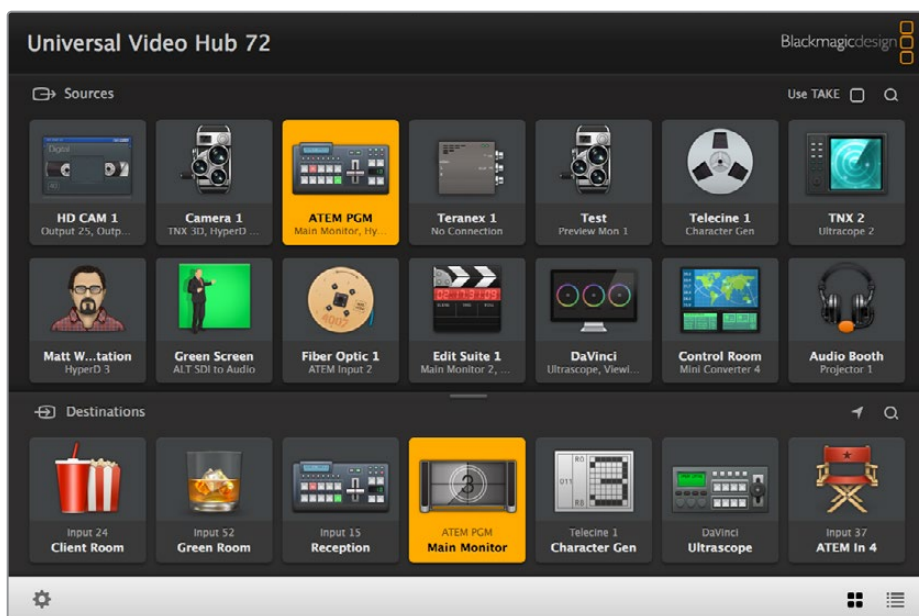 Universal Video Hub 72
Blackmagicdesign
Sources
Use TAKE
HD CAM 1
Output 25, Outp...
Camera 1
TNX 3D, HyperD ...
ATEM PGM
Main Monitor, Hy...
Teranex 1
No Connection
Test
Preview Mon 1
Telecine 1
Character Gen
TNX 2
Ultracope 2
Matt W...tation
HyperD 3
Green Screen
ALT SDI to Audio
Fiber Optic 1
ATEM Input 2
Edit Suite 1
Main Monitor 2, ...
DaVinci
Ultrascope, Viewi...
Control Room
Mini Converter 4
Audio Booth
Projector 1
Destinations
Input 24
Client Room
Input 52
Green Room
Input 15
Reception
3
ATEM PGM
Main Monitor
Telecine 1
Character Gen
DaVinci
Ultrascope
Input 37
ATEM In 4